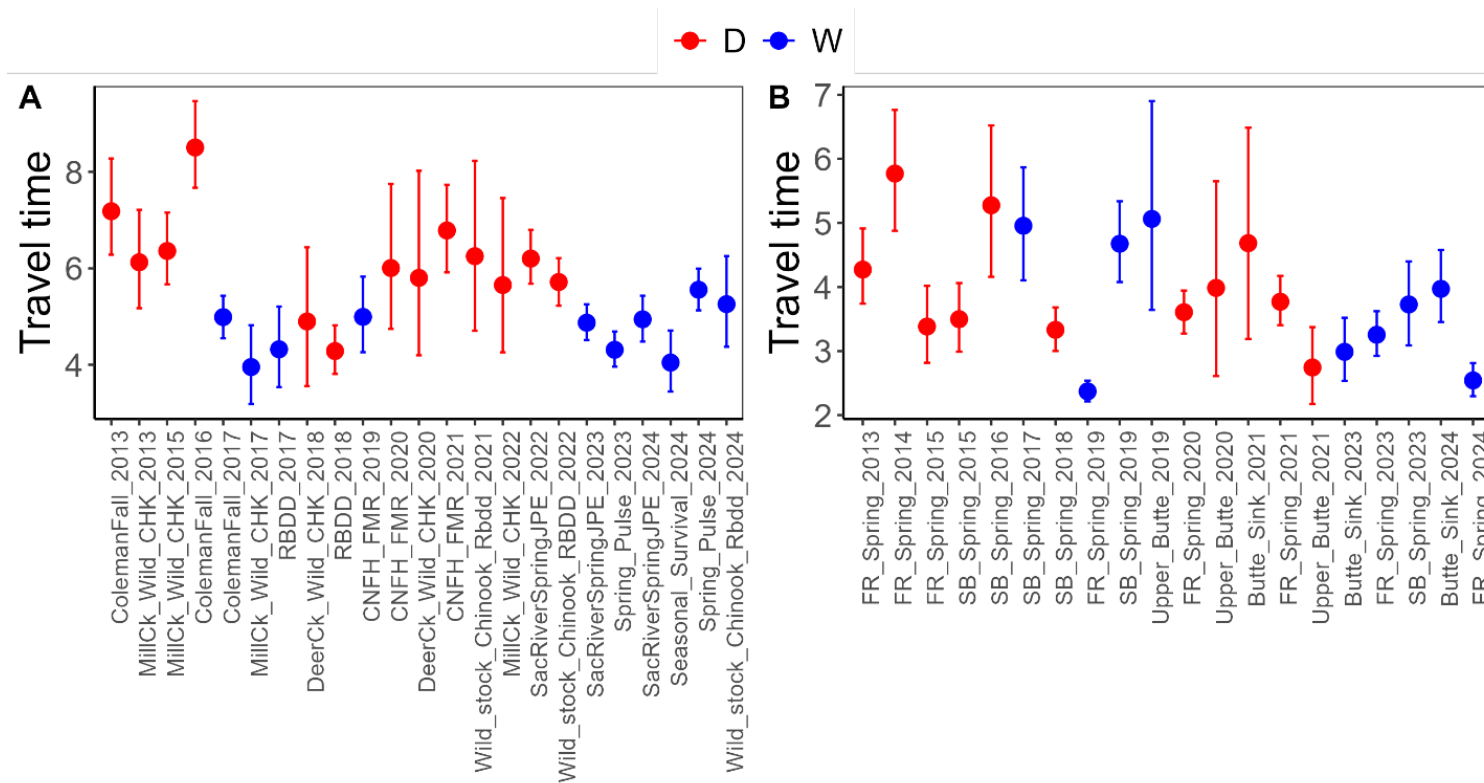 D W
A
Travel time
8
6
4
ColemanFall_2013
MillCk_Wild_CHK_2013
MillCk_Wild_CHK_2015
ColemanFall_2016
ColemanFall_2017
MillCk_Wild_CHK_2017
RBDD_2017
DeerCk_Wild_CHK_2018
RBDD_2018
CNFH_FMR_2019
CNFH_FMR_2020
DeerCk_Wild_CHK_2020
CNFH_FMR_2021
Wild_stock_Chinook_Rbdd_2021
MillCk_Wild_CHK_2022
SacRiverSpringJPE_2022
Wild_stock_Chinook_RBDD_2022
SacRiverSpringJPE_2023
Spring_Pulse_2023
SacRiverSpringJPE_2024
Seasonal_Survival_2024
Spring_Pulse_2024
Wild_stock_Chinook_Rbdd_2024
B
Travel time
7
6
5
4
3
2
FR_Spring_2013
FR_Spring_2014
FR_Spring_2015
SB_Spring_2015
SB_Spring_2016
SB_Spring_2017
SB_Spring_2018
FR_Spring_2019
SB_Spring_2019
Upper_Butte_2019
FR_Spring_2020
Upper_Butte_2020
Butte_Sink_2021
FR_Spring_2021
Upper_Butte_2021
Butte_Sink_2023
FR_Spring_2023
SB_Spring_2023
Butte_Sink_2024
FR_Spring_2024